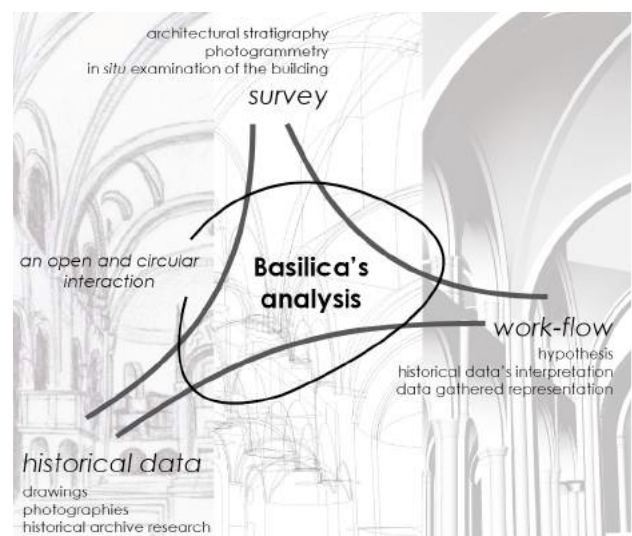 architectural stratigraphy
photogrammetry
in situ examination of the building
survey
an open and circular
interaction
Basilica's
analysis
work-flow
hypothesis
historical data's interpretation
data gathered representation
historical data
drawings
photographies
historical archive research